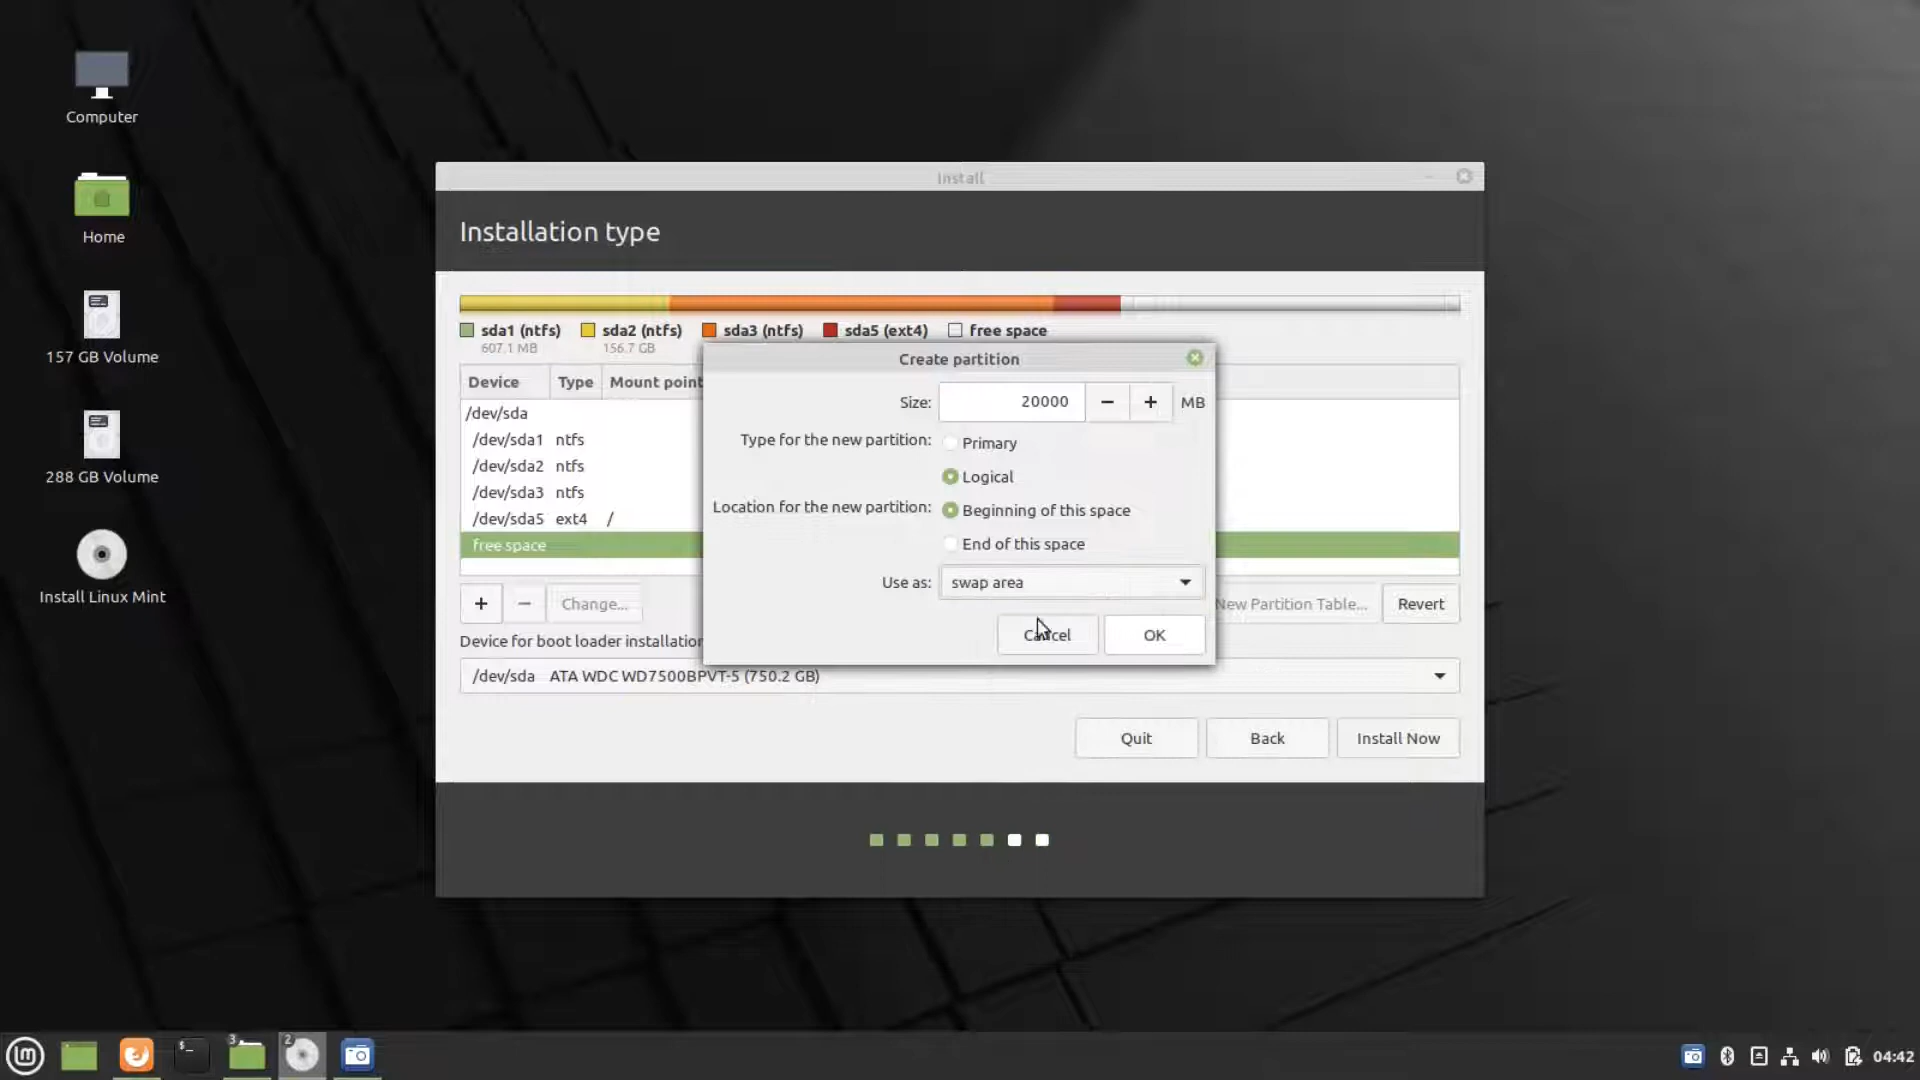 Computer
Home
157 GB Volume
288 GB Volume
Install Linux Mint
Install
Installation type
sda1 (ntfs) sda2 (ntfs) sda3 (ntfs) sda5 (ext4) free space
607.1 MB 156.7 GB
Device Type Mount point
/dev/sda
/dev/sda1 ntfs
/dev/sda2 ntfs
/dev/sda3 ntfs
/dev/sda5 ext4 /
free space
+ − Change... New Partition Table... Revert
Device for boot loader installation
/dev/sda ATA WDC WD7500BPVT-5 (750.2 GB)
Quit Back Install Now
Create partition
Size: 20000 − + MB
Type for the new partition: Primary
Logical
Location for the new partition: Beginning of this space
End of this space
Use as: swap area
Cancel OK
3 2
$_
04:42